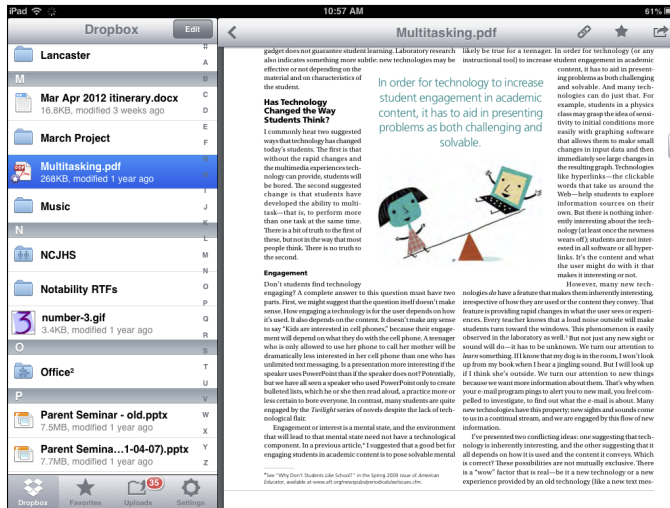 iPad
10:57 AM
61%
Dropbox
Edit
Multitasking.pdf
Lancaster
M
Mar Apr 2012 itinerary.docx
16.8KB, modified 3 weeks ago
March Project
Multitasking.pdf
268KB, modified 1 year ago
Music
N
NCJHS
Notability RTFs
number-3.gif
3.4KB, modified 1 year ago
O
Office²
P
Parent Seminar - old.pptx
7.5MB, modified 1 year ago
Parent Semina...1-04-07).pptx
7.7MB, modified 1 year ago
#
A
B
C
D
E
F
G
I
J
K
L
M
N
O
P
Q
R
S
T
U
V
W
X
Y
Z
Dropbox
Favorites
Uploads
35
Settings
gadget does not guarantee student learning. Laboratory research
also indicates something more subtle: new technologies may be
effective or not depending on the
material and on characteristics of
the student.
Has Technology
Changed the Way
Students Think?
I commonly hear two suggested
ways that technology has changed
today's students. The first is that
without the rapid changes and
the multimedia experiences tech-
nology can provide, students will
be bored. The second suggested
change is that students have
developed the ability to multi-
task—that is, to perform more
than one task at the same time.
There is a bit of truth to the first of
these, but not in the way that most
people think. There is no truth to
the second.
Engagement
Don't students find technology
engaging? A complete answer to this question must have two
parts. First, we might suggest that the question itself doesn't make
sense. How engaging a technology is for the user depends on how
it's used. It also depends on the content. It doesn't make any sense
to say "Kids are interested in cell phones," because their engage-
ment will depend on what they do with the cell phone. A teenager
who is only allowed to use her phone to call her mother will be
dramatically less interested in her cell phone than one who has
unlimited text messaging. Is a presentation more interesting if the
speaker uses PowerPoint than if the speaker does not? Potentially,
but we have all seen a speaker who used PowerPoint only to create
bulleted lists, which he or she then read aloud, a practice more or
less certain to bore everyone. In contrast, many students are quite
engaged by the Twilight series of novels despite the lack of tech-
nological flair.
Engagement or interest is a mental state, and the environment
that will lead to that mental state need not have a technological
component. In a previous article,* I suggested that a good bet for
engaging students in academic content is to pose solvable mental
*See "Why Don't Students Like School?" in the Spring 2009 issue of American
Educator, available at www.aft.org/newspubs/periodicals/ae/issues.cfm.
In order for technology to increase
student engagement in academic
content, it has to aid in presenting
problems as both challenging and
solvable.
likely be true for a teenager. In order for technology (or any
instructional tool) to increase student engagement in academic
content, it has to aid in present-
ing problems as both challenging
and solvable. And many tech-
nologies can do just that. For
example, students in a physics
class may grasp the idea of sensi-
tivity to initial conditions more
easily with graphing software
that allows them to make small
changes in input data and then
immediately see large changes in
the resulting graph. Technologies
like hyperlinks—the clickable
words that take us around the
Web—help students to explore
information sources on their
own. But there is nothing inher-
ently interesting about the tech-
nology (at least once the newness
wears off); students are not inter-
ested in all software or all hyper-
links. It's the content and what
the user might do with it that
makes it interesting or not.
However, many new tech-
nologies do have a feature that makes them inherently interesting,
irrespective of how they are used or the content they convey. That
feature is providing rapid changes in what the user sees or experi-
ences. Every teacher knows that a loud noise outside will make
students turn toward the windows. This phenomenon is easily
observed in the laboratory as well.⁵ But not just any new sight or
sound will do—it has to be unknown. We turn our attention to
learn something. If I know that my dog is in the room, I won't look
up from my book when I hear a jingling sound. But I will look up
if I think she's outside. We turn our attention to new things
because we want more information about them. That's why when
your e-mail program pings to alert you to new mail, you feel com-
pelled to investigate, to find out what the e-mail is about. Many
new technologies have this property; new sights and sounds come
to us in a continual stream, and we are engaged by this flow of new
information.
I've presented two conflicting ideas: one suggesting that tech-
nology is inherently interesting, and the other suggesting that it
all depends on how it is used and the content it conveys. Which
is correct? These possibilities are not mutually exclusive. There
is a "wow" factor that is real—be it a new technology or a new
experience provided by an old technology (like a new text mes-